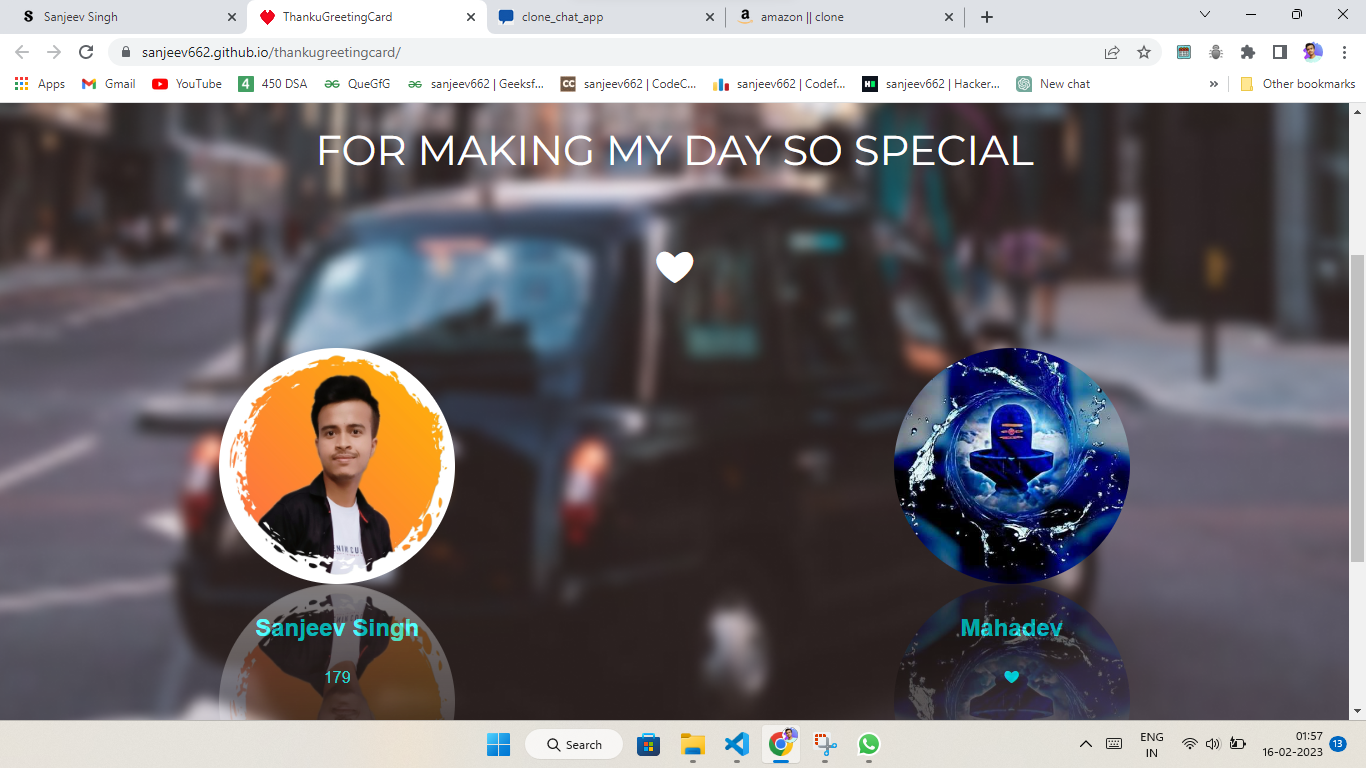 Sanjeev Singh
ThankuGreetingCard
clone_chat_app
amazon || clone
sanjeev662.github.io/thankugreetingcard/
Apps
Gmail
YouTube
4
450 DSA
QueGfG
sanjeev662 | Geeksf...
sanjeev662 | CodeC...
sanjeev662 | Codef...
sanjeev662 | Hacker...
New chat
»
Other bookmarks
FOR MAKING MY DAY SO SPECIAL
Sanjeev Singh
179
Mahadev
Search
ENG
IN
01:57
16-02-2023
13